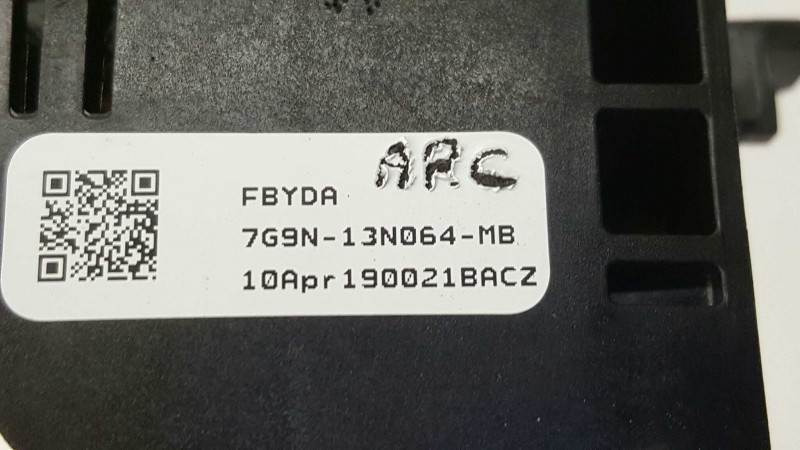 ARC
FBYDA
7G9N-13N064-MB
10Apr190021BACZ